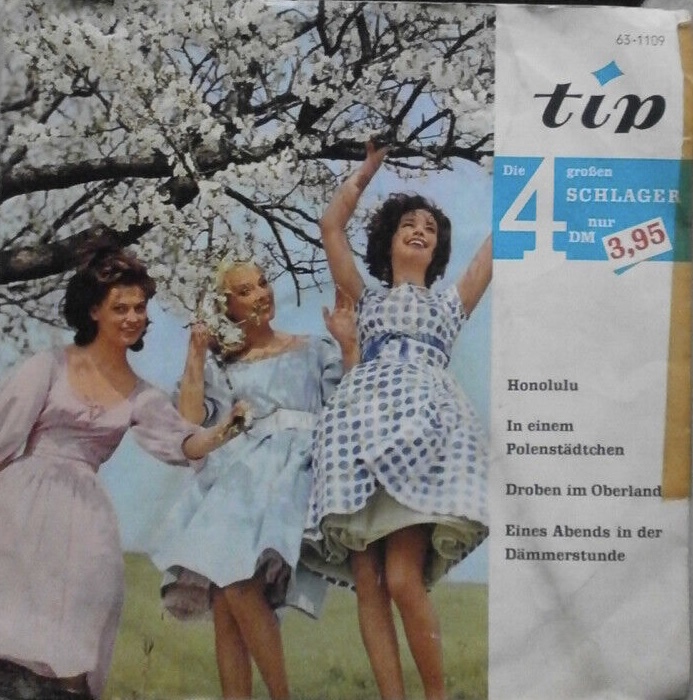 63-1109
tip
Die 4 großen
SCHLAGER
nur
DM 3,95
Honolulu
In einem
Polenstädtchen
Droben im Oberland
Eines Abends in der
Dämmerstunde